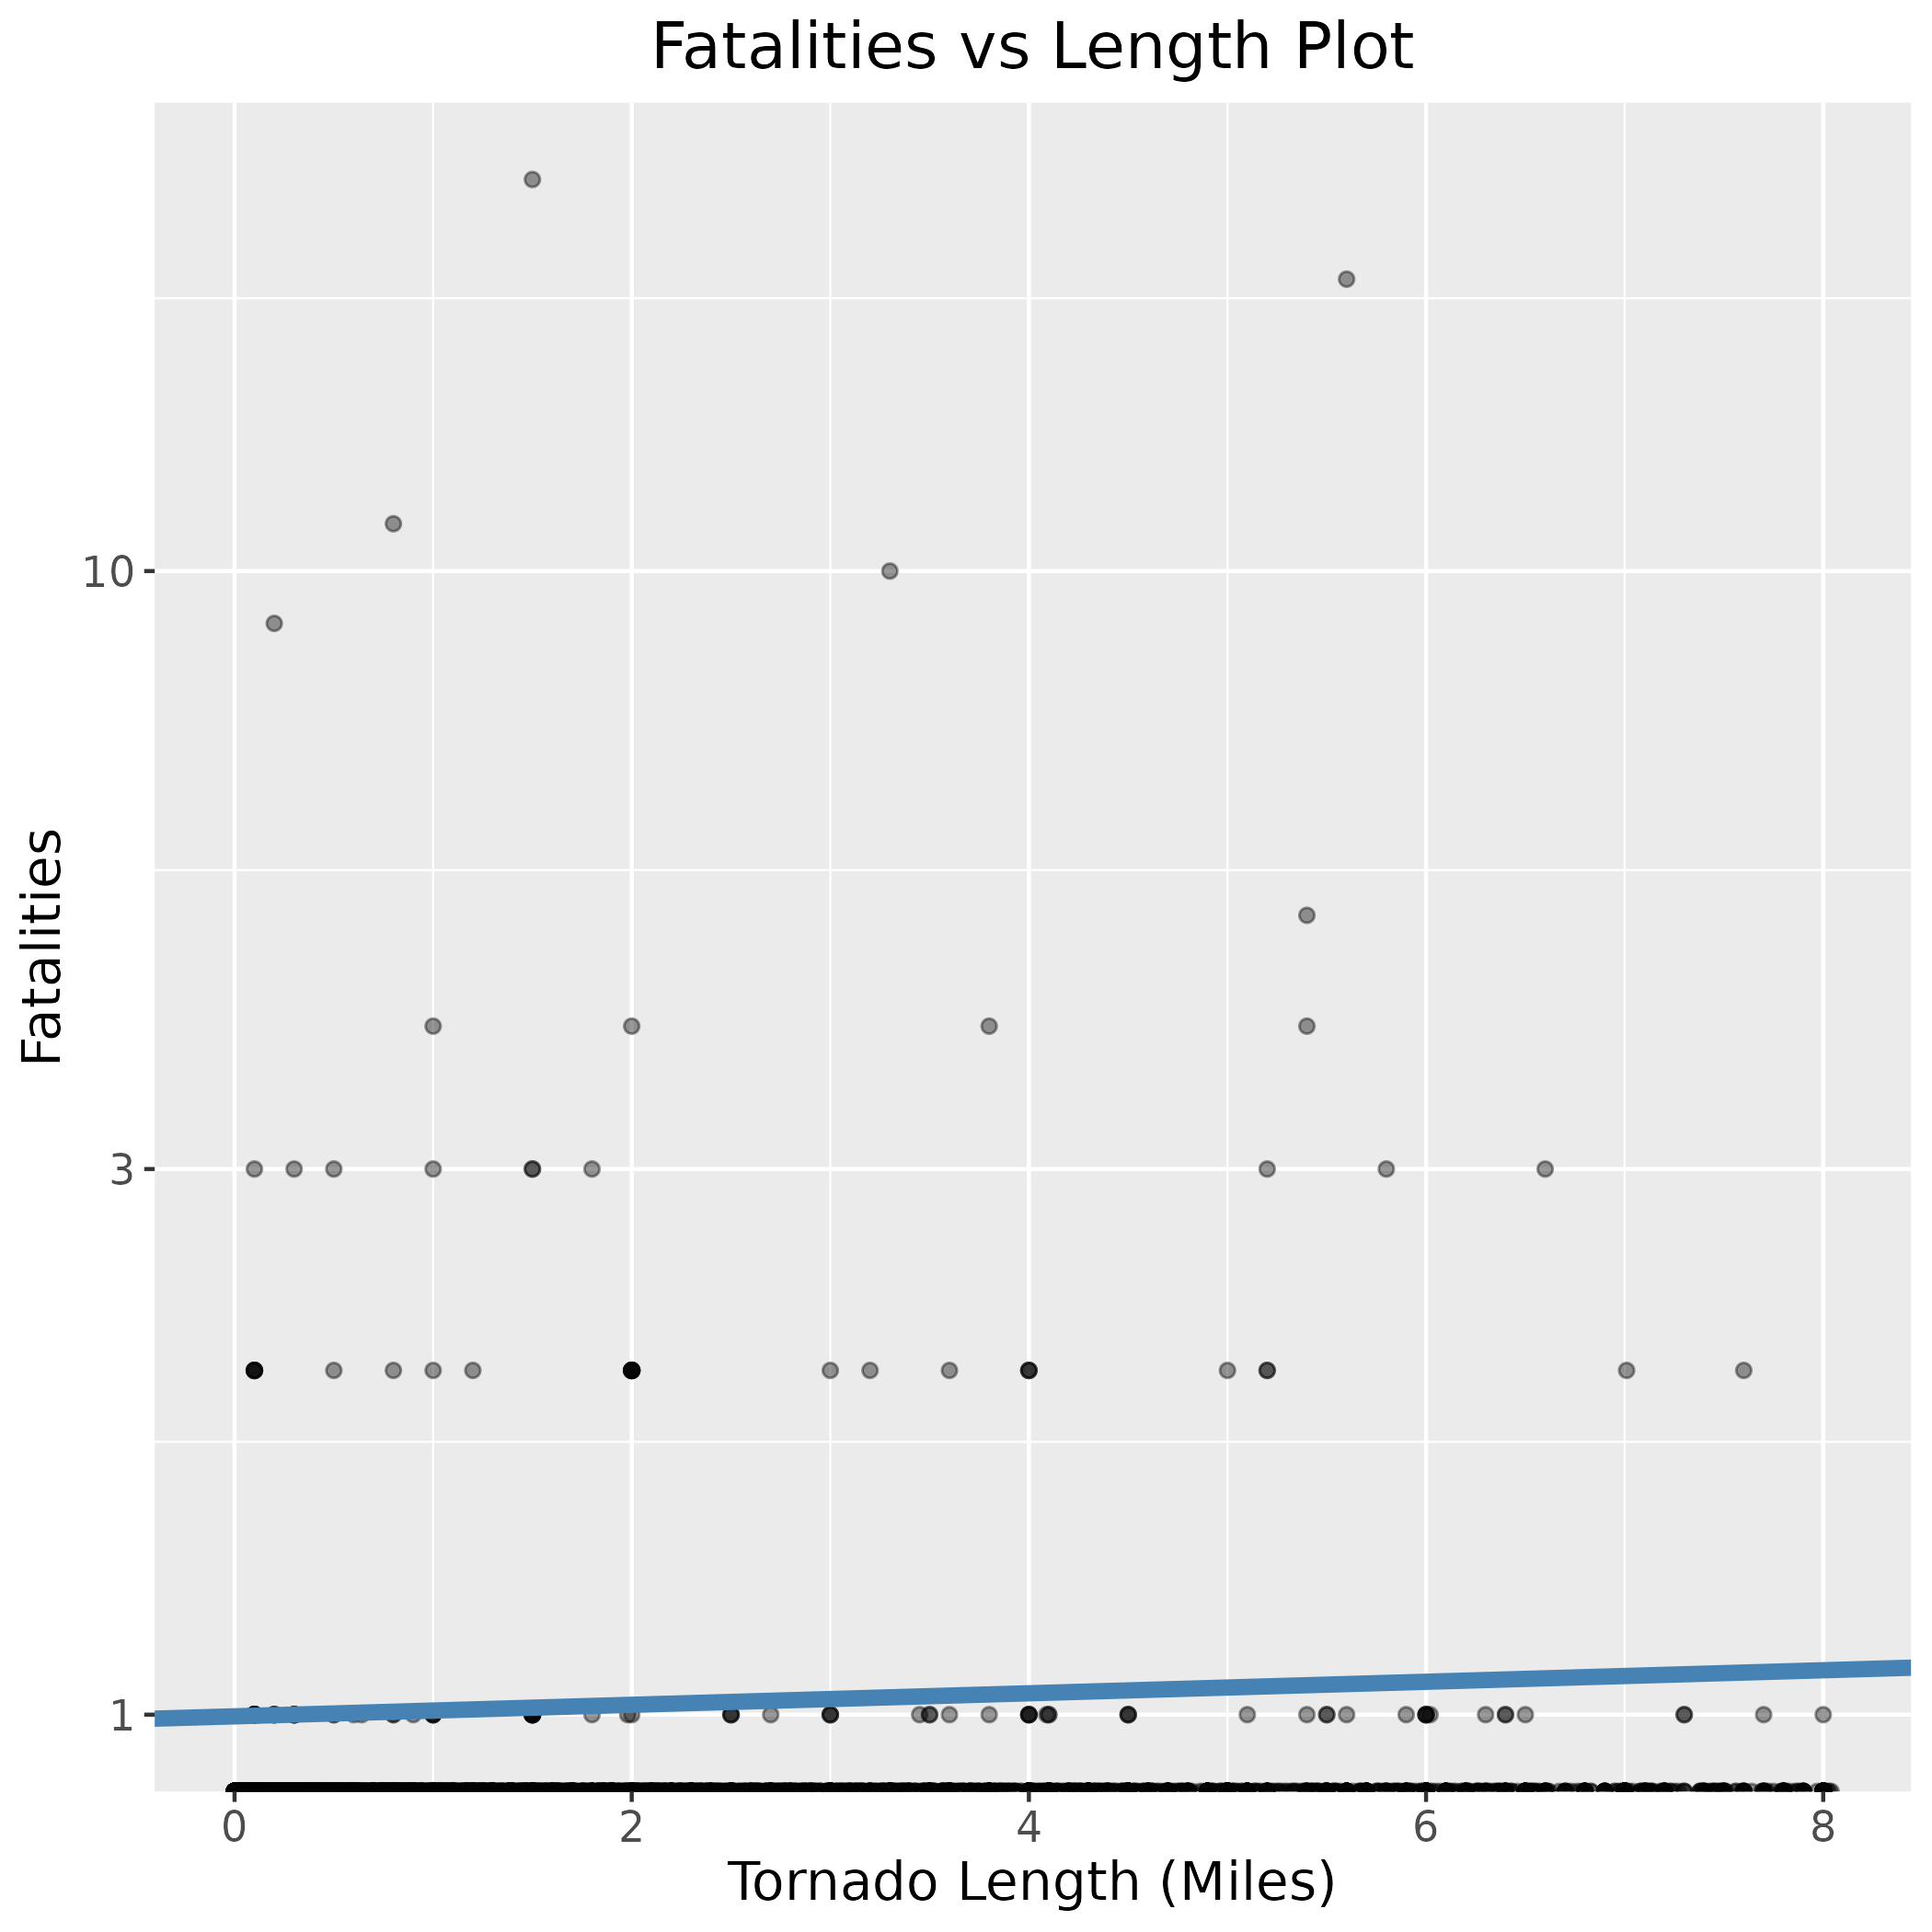 Fatalities vs Length Plot
Fatalities
10
3
1
0 2 4 6 8
Tornado Length (Miles)